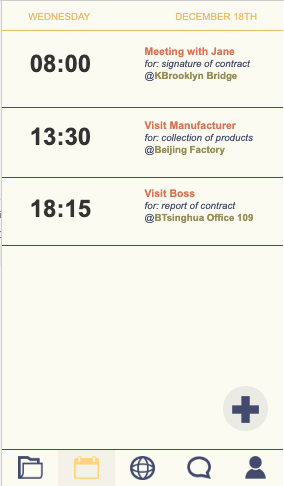 WEDNESDAY DECEMBER 18TH
08:00
Meeting with Jane
for: signature of contract
@KBrooklyn Bridge
13:30
Visit Manufacturer
for: collection of products
@Beijing Factory
18:15
Visit Boss
for: report of contract
@BTsinghua Office 109